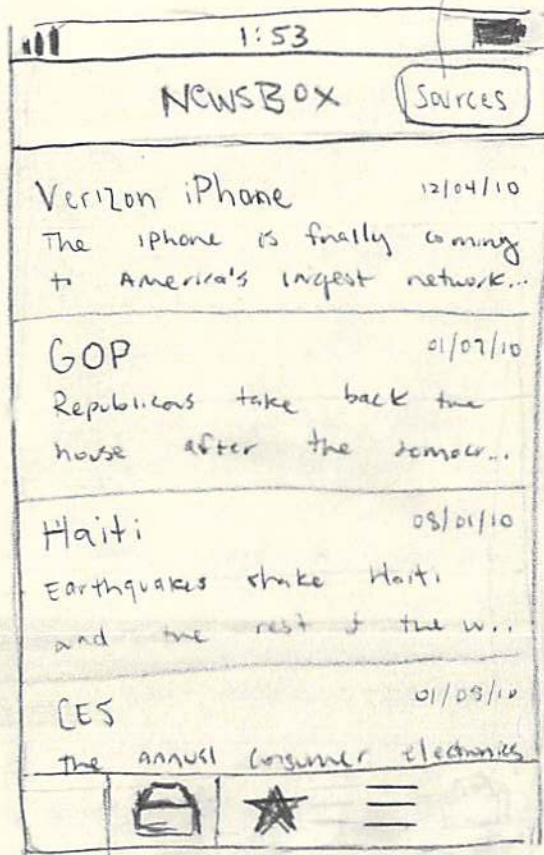 1:53
NEWSBOX
Sources
Verizon iPhone 12/04/10
The iPhone is finally coming
to America's largest network...
GOP 01/07/10
Republicans take back the
house after the democr...
Haiti 08/01/10
Earthquakes shake Haiti
and the rest of the w..
CES 01/08/10
the annual consumer electronics